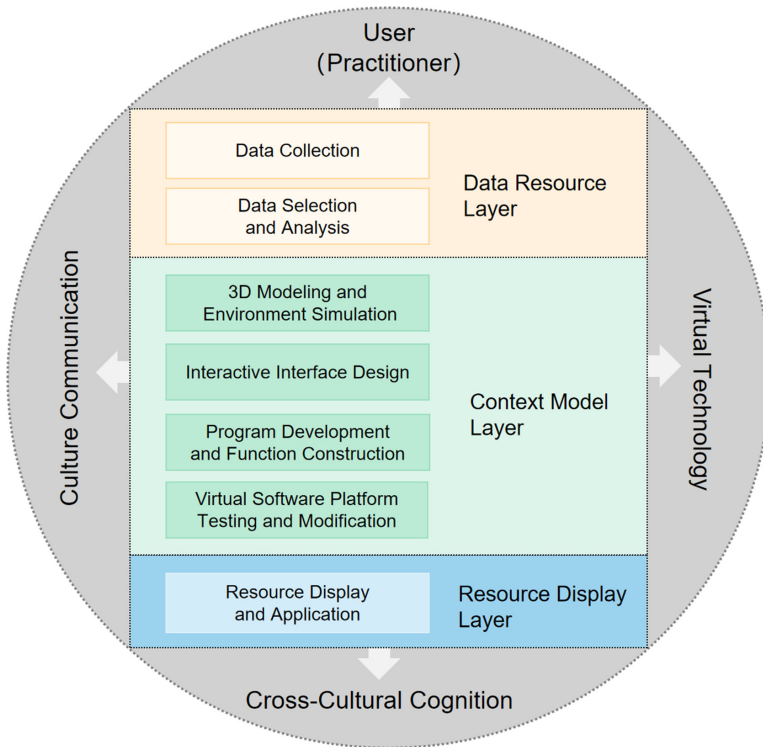 User
(Practitioner)
Data Collection
Data Selection
and Analysis
Data Resource
Layer
Culture Communication
3D Modeling and
Environment Simulation
Interactive Interface Design
Program Development
and Function Construction
Virtual Software Platform
Testing and Modification
Context Model
Layer
Virtual Technology
Resource Display
and Application
Resource Display
Layer
Cross-Cultural Cognition